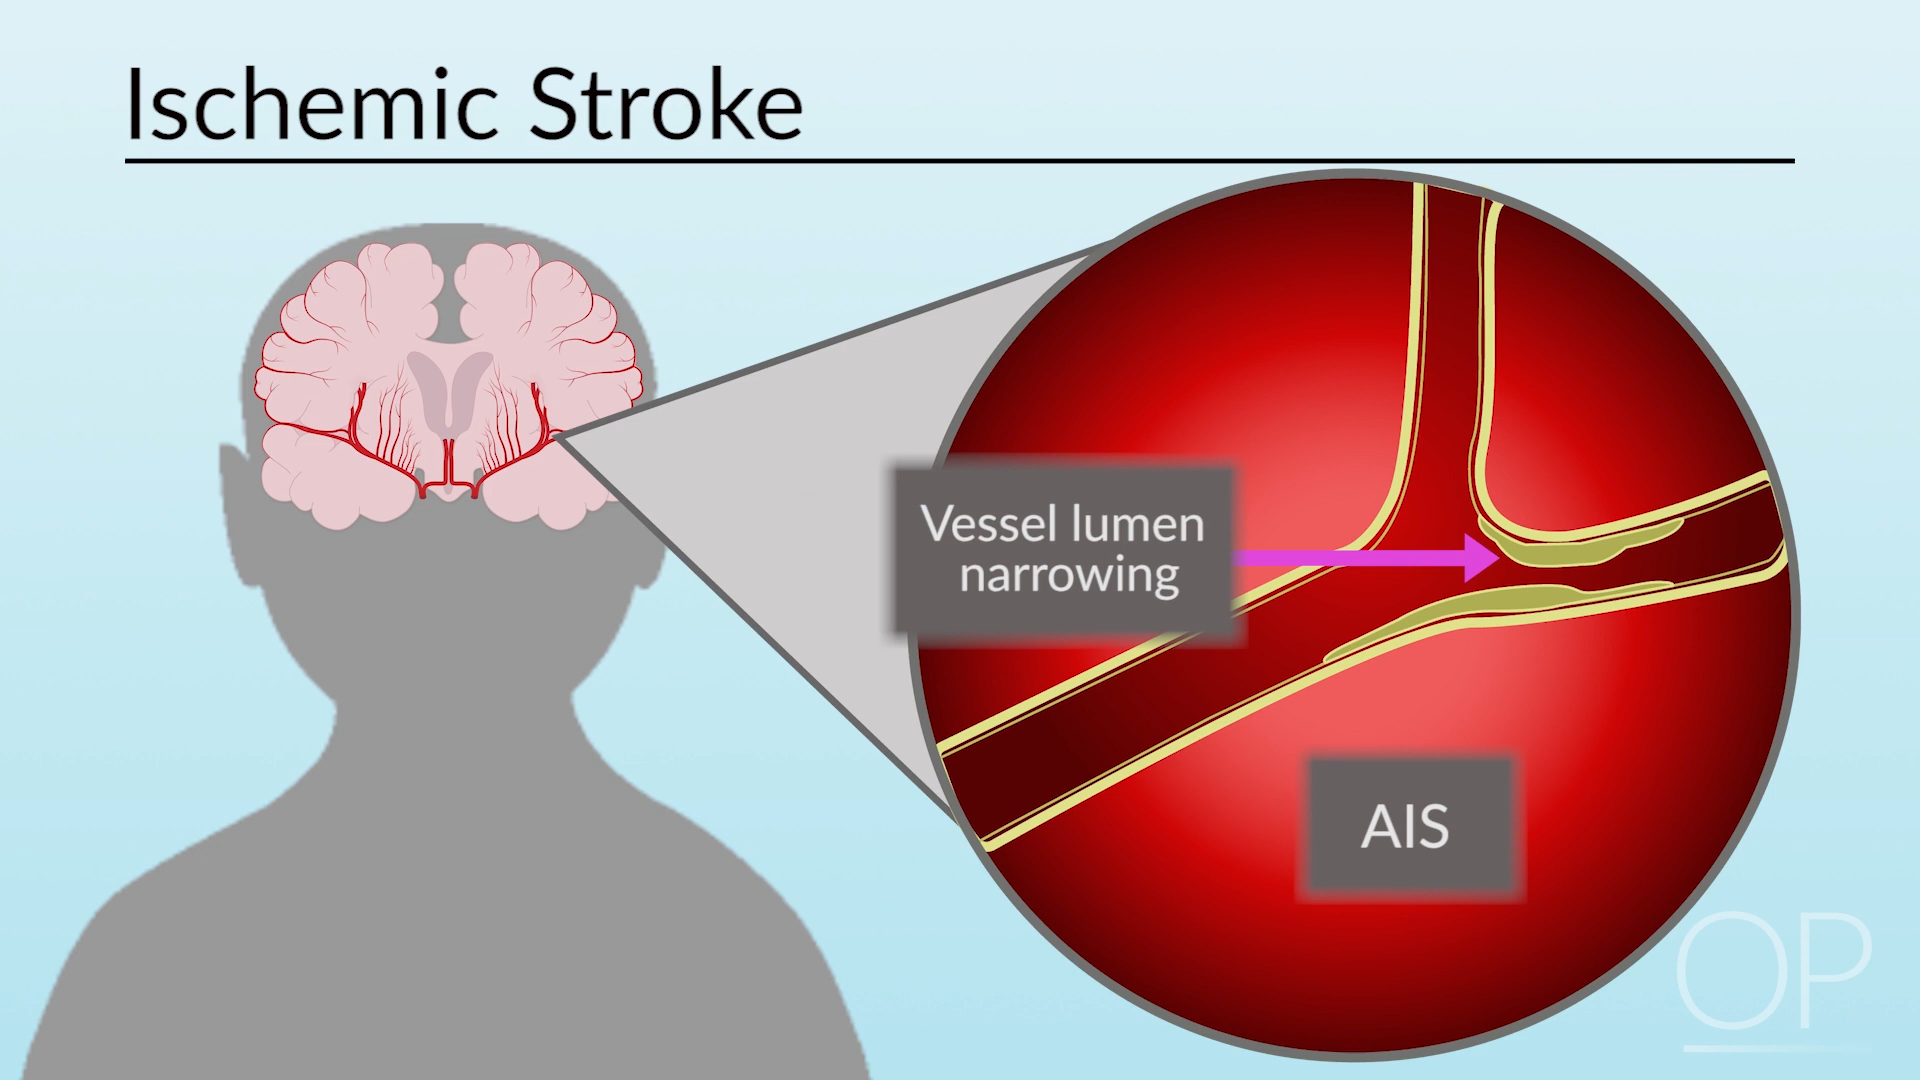 Ischemic Stroke
Vessel lumen
narrowing
AIS
OP